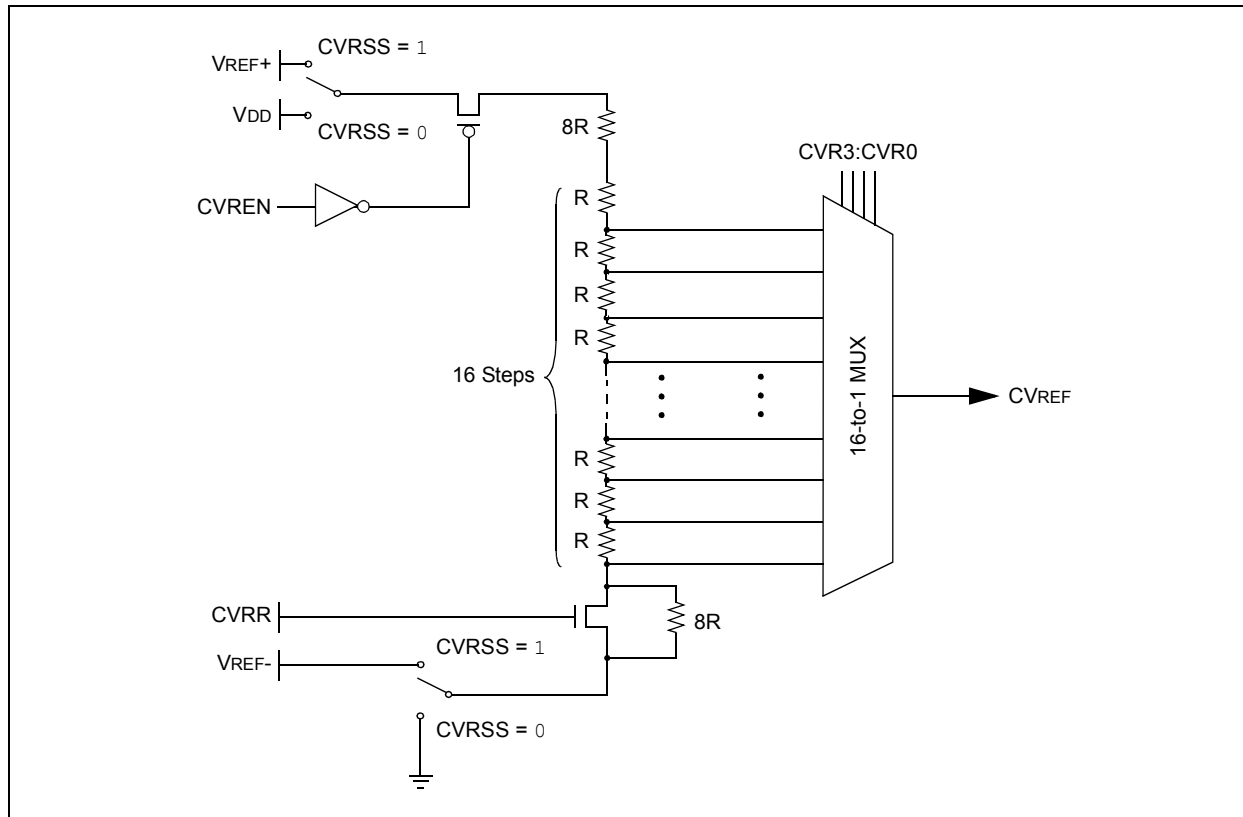 CVRSS = 1
VREF+
VDD
CVRSS = 0
8R
CVR3:CVR0
CVREN
R
R
R
R
16 Steps
16-to-1 MUX
CVREF
R
R
R
CVRR
8R
CVRSS = 1
VREF-
CVRSS = 0